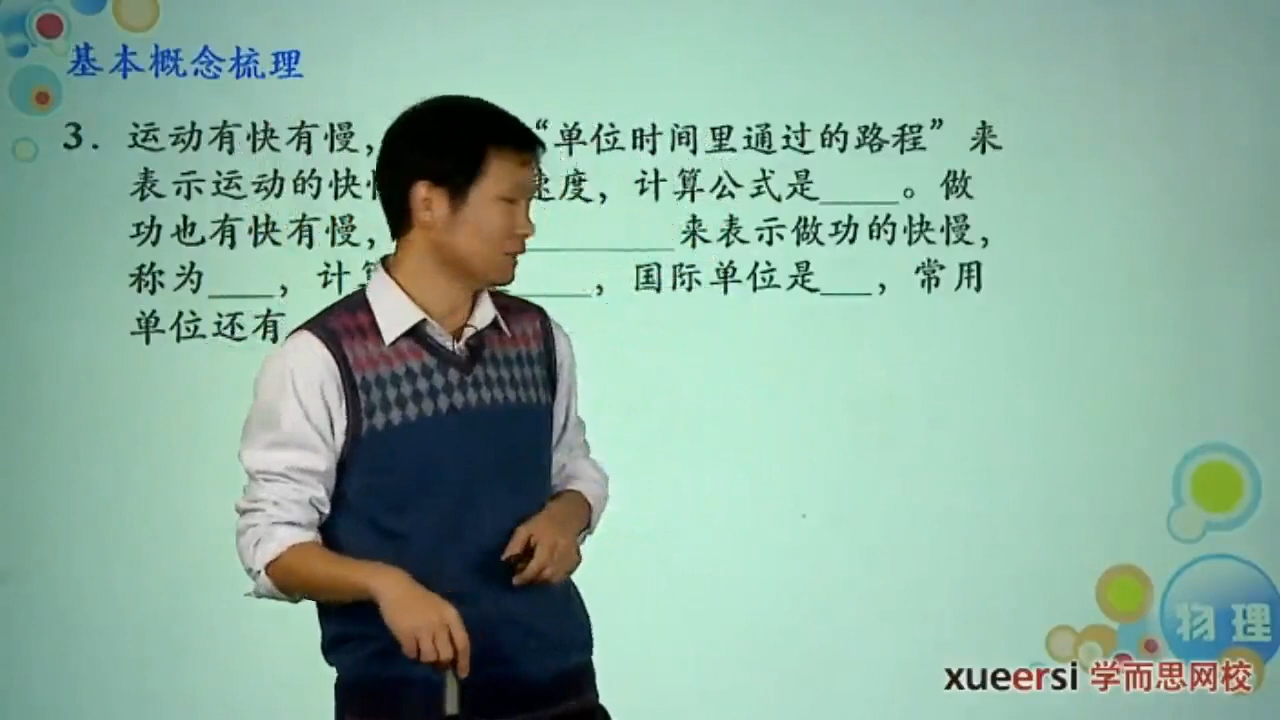 基本概念梳理
3. 运动有快有慢, “单位时间里通过的路程” 来
表示运动的快 速度, 计算公式是____。做
功也有快有慢, ________来表示做功的快慢,
称为___, 计 _____, 国际单位是___, 常用
单位还有
物理
xueersi 学而思网校